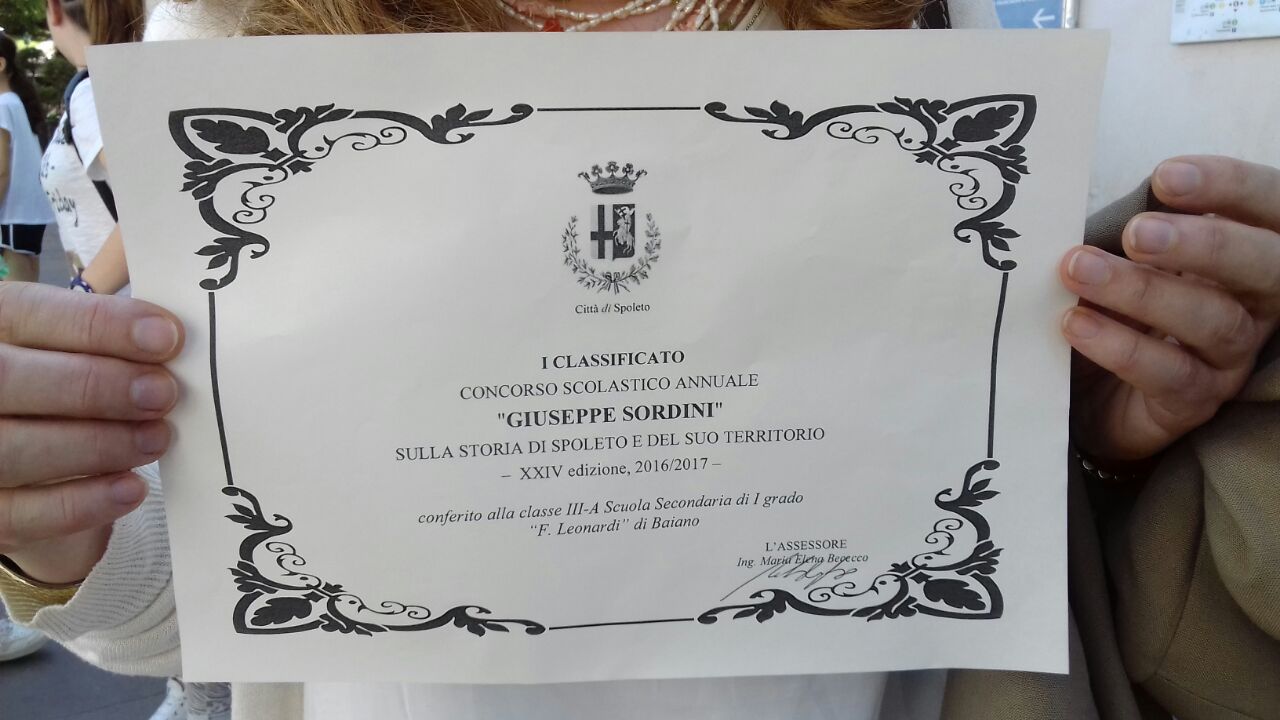 Città di Spoleto
I CLASSIFICATO
CONCORSO SCOLASTICO ANNUALE
"GIUSEPPE SORDINI"
SULLA STORIA DI SPOLETO E DEL SUO TERRITORIO
– XXIV edizione, 2016/2017 –
conferito alla classe III-A Scuola Secondaria di I grado
“F. Leonardi” di Baiano
L'ASSESSORE
Ing. Maria Elena Bececco